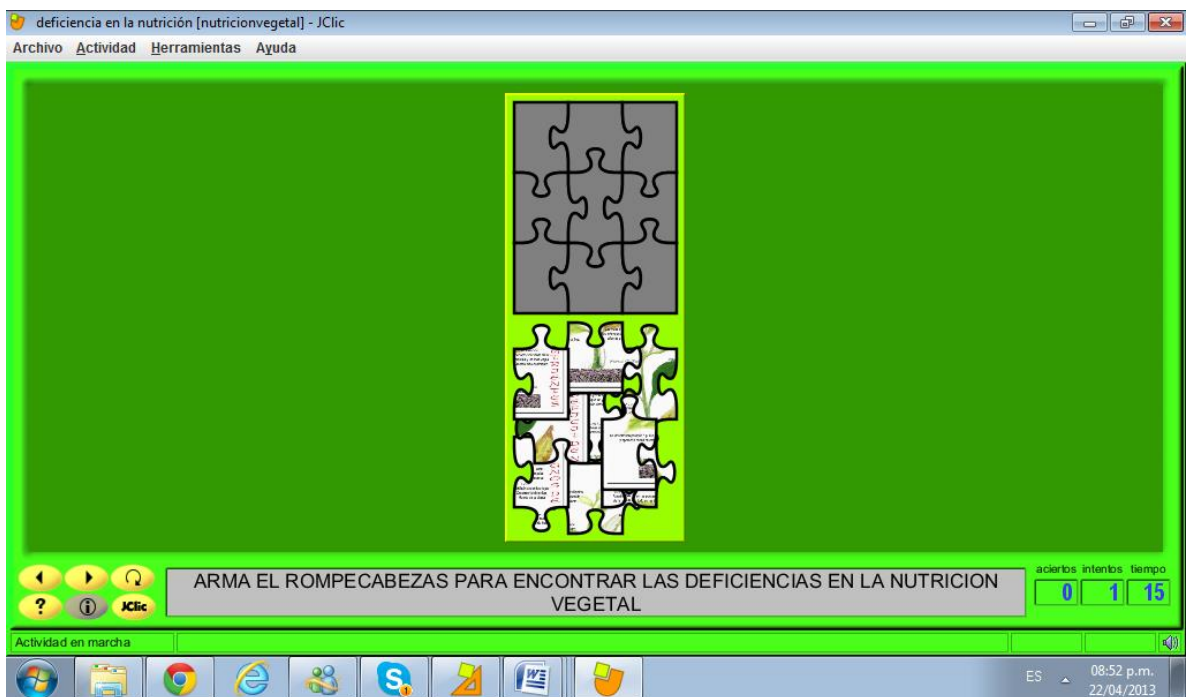 deficiencia en la nutrición [nutricionvegetal] - JClic
Archivo Actividad Herramientas Ayuda
ARMA EL ROMPECABEZAS PARA ENCONTRAR LAS DEFICIENCIAS EN LA NUTRICION
VEGETAL
aciertos intentos tiempo
0 1 15
? i JClic
Actividad en marcha
ES 08:52 p.m.
22/04/2013